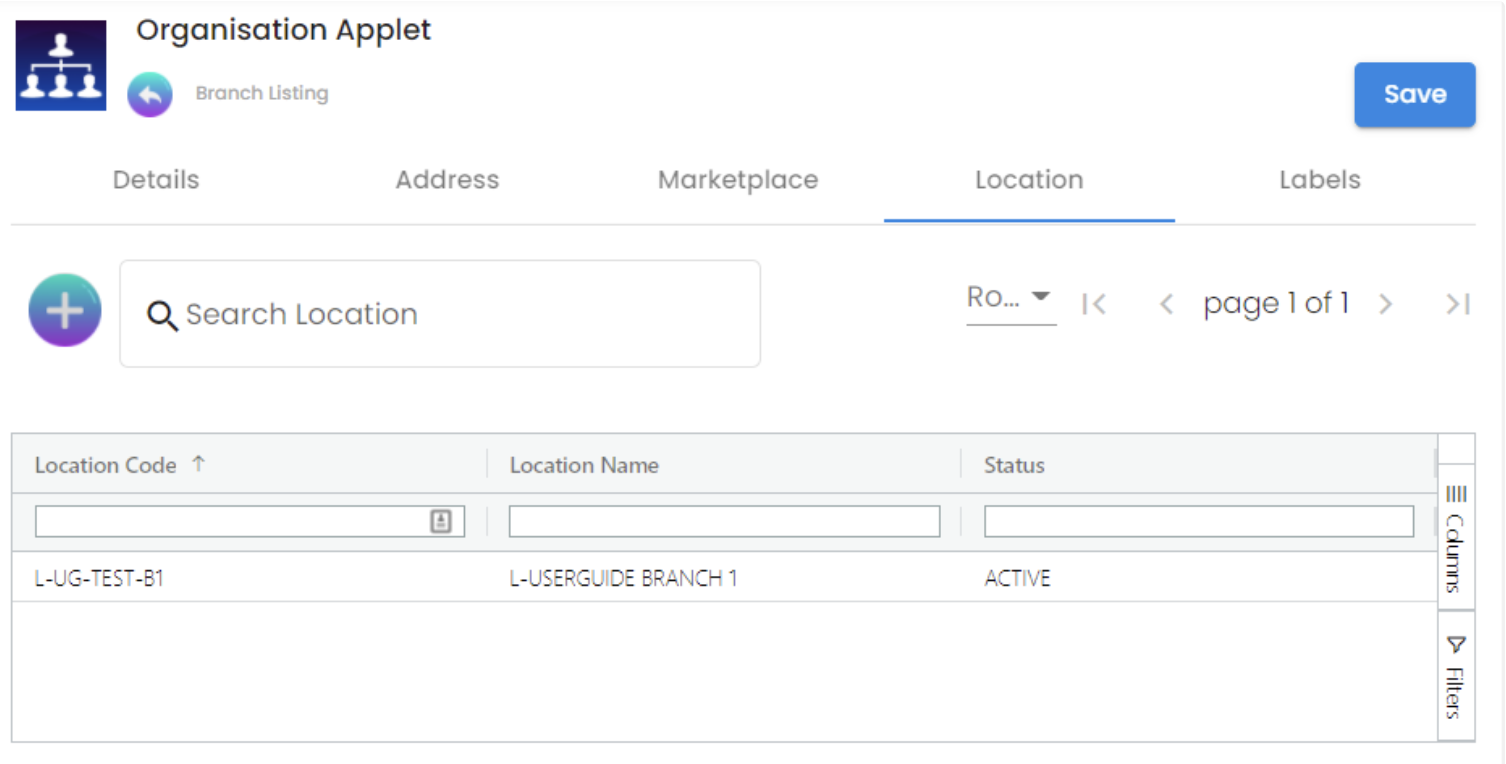 Organisation Applet
Branch Listing
Save
Details Address Marketplace Location Labels
Search Location
Ro... page 1 of 1
Location Code ↑ Location Name Status
L-UG-TEST-B1 L-USERGUIDE BRANCH 1 ACTIVE
Columns
Filters